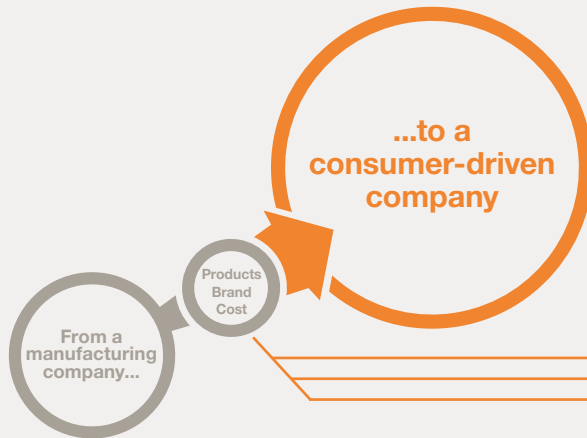 From a
manufacturing
company...
Products
Brand
Cost
...to a
consumer-driven
company